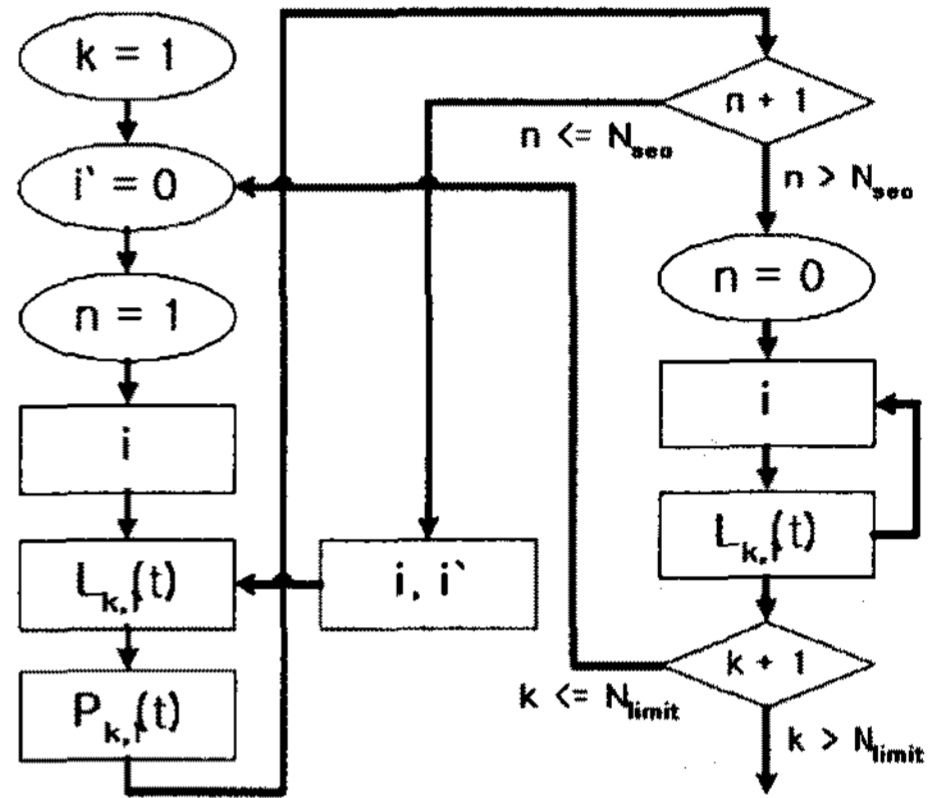 k = 1
i` = 0
n = 1
i
L k, i(t)
P k, i(t)
i, i`
n + 1
n <= N seo
n > N seo
n = 0
i
L k, i(t)
k + 1
k <= N limit
k > N limit